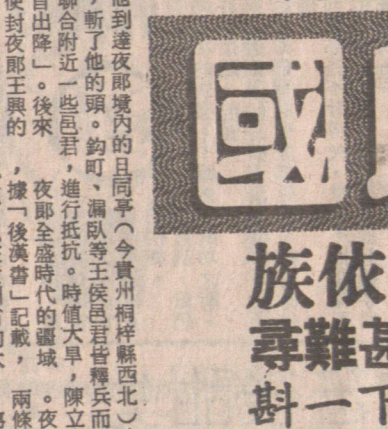 國
依族
甚難尋
下一斟
到達夜郎境內的且同亭（今貴州桐梓縣西北）
，斬了他的頭。鈎町、漏臥等王侯邑君皆釋兵而
聯合附近一些邑君，進行抵抗。時值大旱，陳立
出降」。後來
封夜郎王興的
夜郎全盛時代的疆域。夜
，據「後漢書」記載，兩條